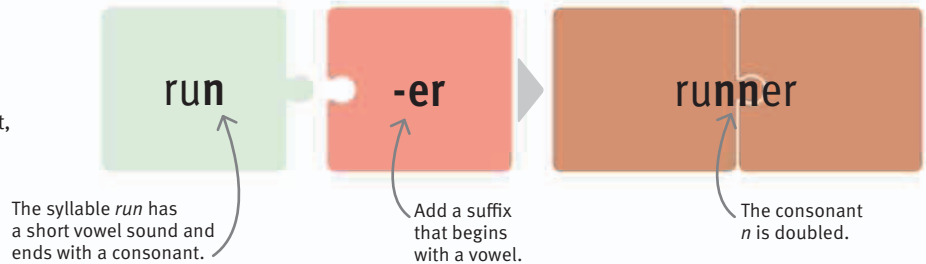 run
-er
runner
t,
The syllable run has
a short vowel sound and
ends with a consonant.
Add a suffix
that begins
with a vowel.
The consonant
n is doubled.